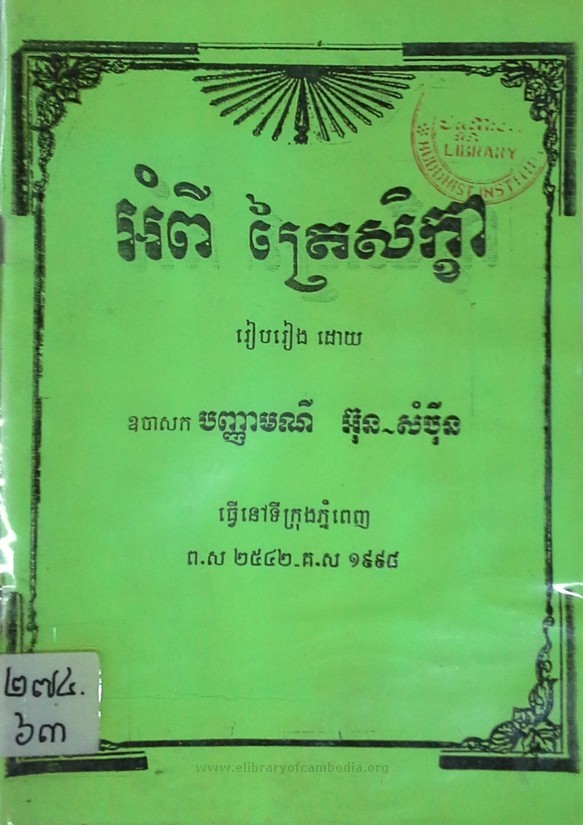 LIBRARY
BUDDHIST INSTITU
អំពី ត្រៃសិក្ខា
រៀបរៀង ដោយ
ឧបាសក បញ្ញាមណី អ៊ុន~សំប៊ីន
ធ្វើនៅទីក្រុងភ្នំពេញ
ព.ស ២៥៤២_គ.ស ១៩៩៨
២៧៤.
៦៣
www.elibraryofcambodia.org